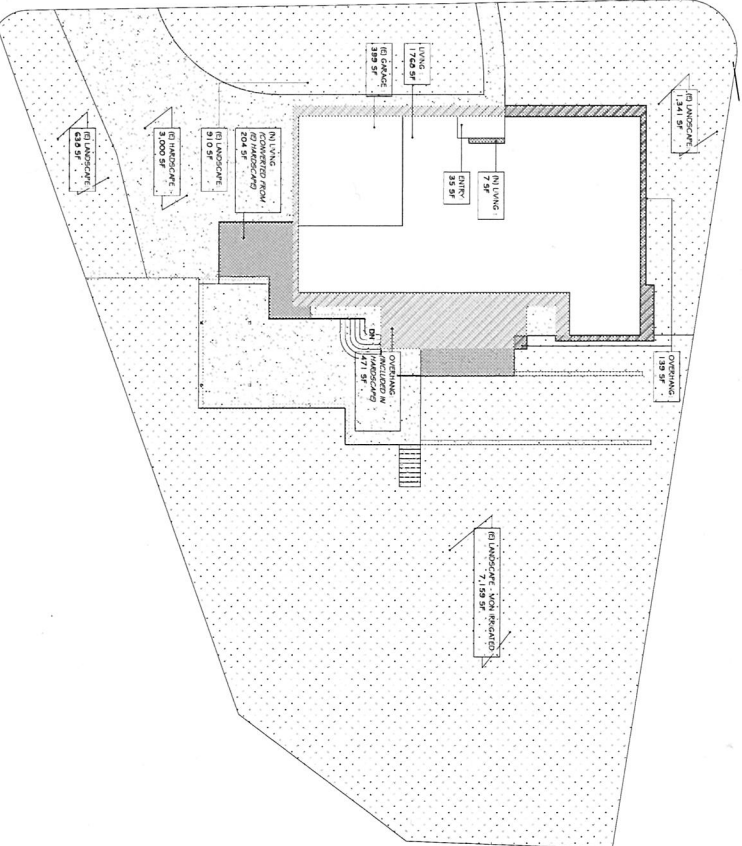 (E) LANDSCAPE
1,341 SF
OVERHANG
139 SF
(N) LIVING
7 SF
(E) LANDSCAPE - NON IRRIGATED
7,159 SF
ENTRY
35 SF
LIVING
1768 SF
OVERHANG
(INCLUDED IN
HARDSCAPE)
471 SF
DN
(E) GARAGE
399 SF
(N) LIVING
(CONVERTED FROM
(E) HARDSCAPE)
204 SF
(E) LANDSCAPE
910 SF
(E) HARDSCAPE
3,000 SF
(E) LANDSCAPE
638 SF